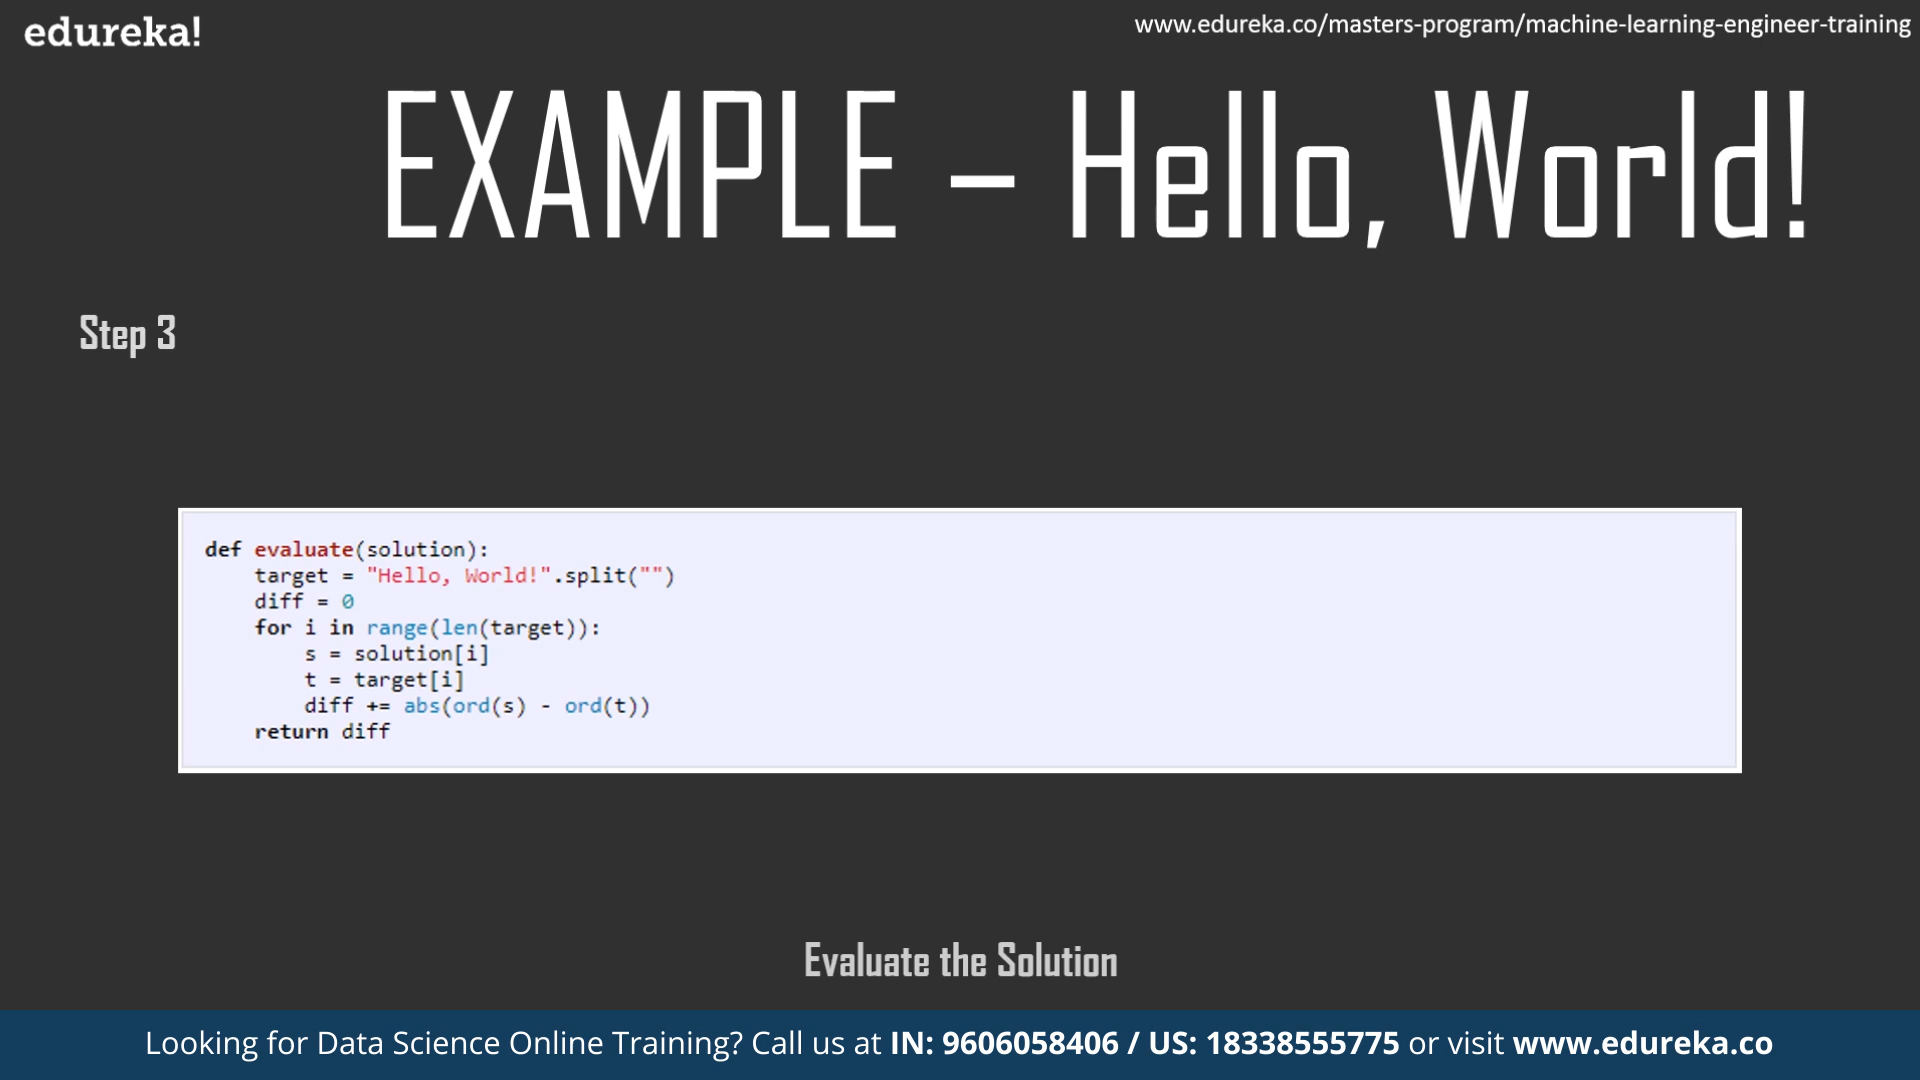 edureka!
www.edureka.co/masters-program/machine-learning-engineer-training
EXAMPLE – Hello, World!
Step 3
def evaluate(solution):
    target = "Hello, World!".split("")
    diff = 0
    for i in range(len(target)):
        s = solution[i]
        t = target[i]
        diff += abs(ord(s) - ord(t))
    return diff
Evaluate the Solution
Looking for Data Science Online Training? Call us at IN: 9606058406 / US: 18338555775 or visit www.edureka.co